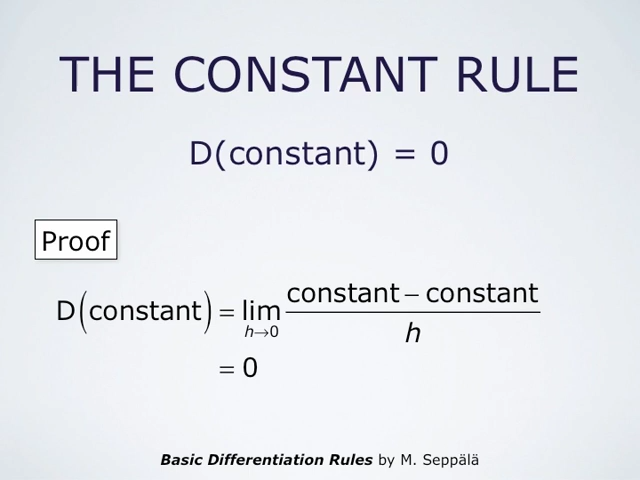 THE CONSTANT RULE
D(constant) = 0
Proof
D(constant) = lim h→0 constant – constant / h
= 0
Basic Differentiation Rules by M. Seppälä